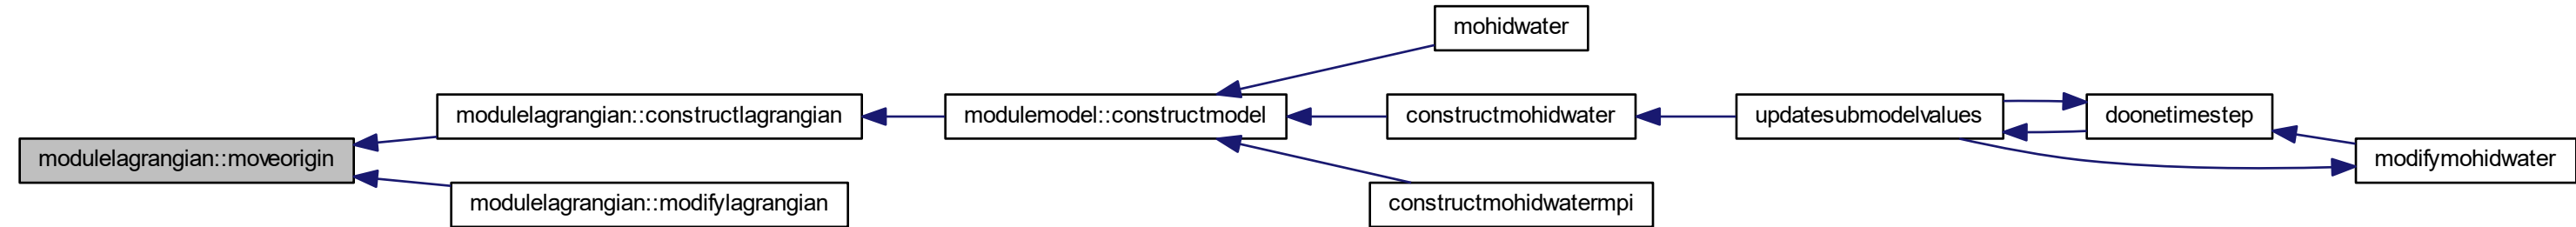 mohidwater
modulelagrangian::constructlagrangian
modulemodel::constructmodel
constructmohidwater
updatesubmodelvalues
doonetimestep
modulelagrangian::moveorigin
modifymohidwater
modulelagrangian::modifylagrangian
constructmohidwatermpi